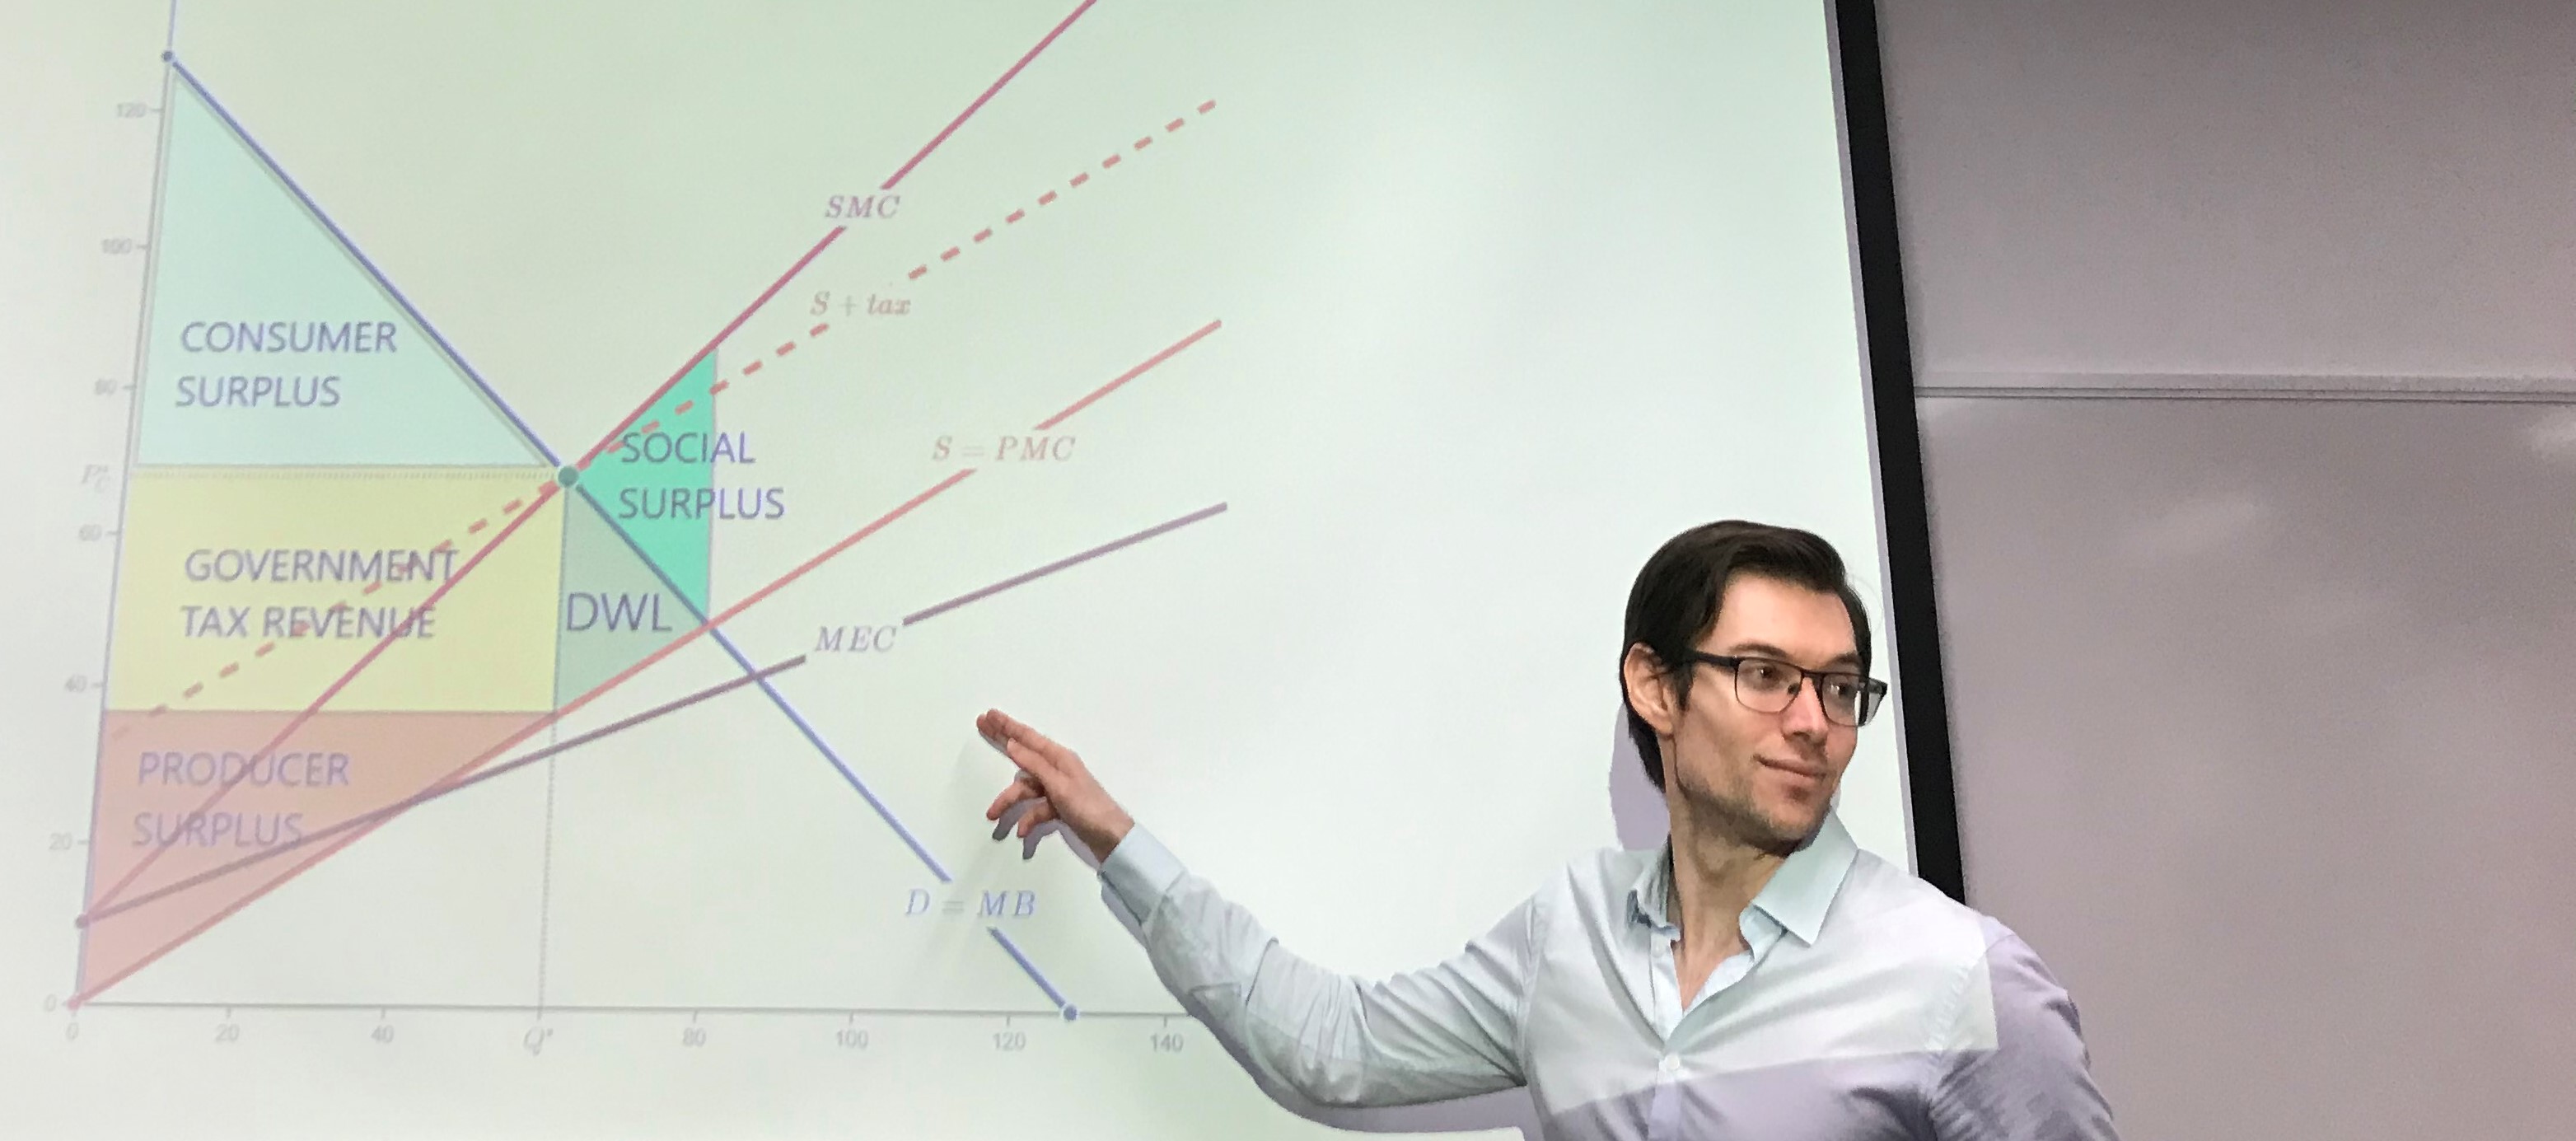 120
SMC
100
S + tax
CONSUMER
SURPLUS
80
SOCIAL
SURPLUS
S = PMC
60
GOVERNMENT
TAX REVENUE
DWL
MEC
40
PRODUCER
SURPLUS
20
D = MB
0
0 20 40 Q* 80 100 120 140